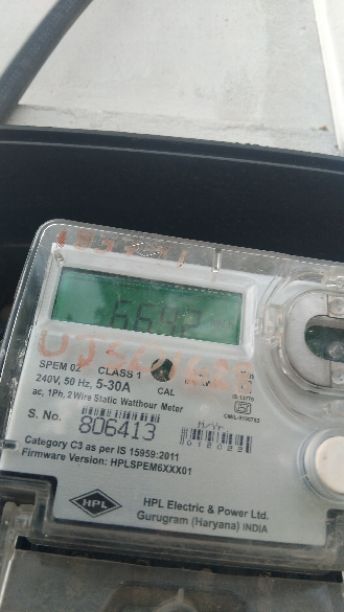 6642
SPEM 02 CLASS 1
240V, 50 Hz, 5-30A CAL
ac, 1Ph, 2 Wire Static Watthour Meter
S. No. 806413 M/Yr
Category C3 as per IS 15959:2011
Firmware Version: HPLSPEM6XXX01
HPL HPL Electric & Power Ltd.
Gurugram (Haryana) INDIA